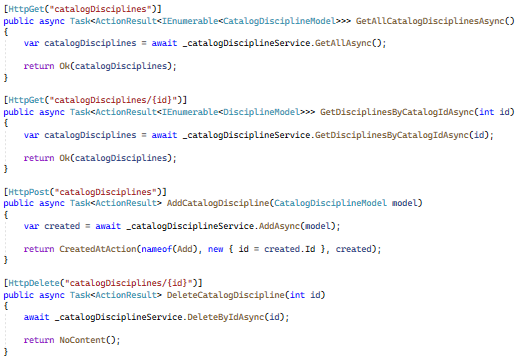 [HttpGet("catalogDisciplines")]
public async Task<ActionResult<IEnumerable<CatalogDisciplineModel>>> GetAllCatalogDisciplinesAsync()
{
    var catalogDisciplines = await _catalogDisciplineService.GetAllAsync();

    return Ok(catalogDisciplines);
}

[HttpGet("catalogDisciplines/{id}")]
public async Task<ActionResult<IEnumerable<DisciplineModel>>> GetDisciplinesByCatalogIdAsync(int id)
{
    var catalogDisciplines = await _catalogDisciplineService.GetDisciplinesByCatalogIdAsync(id);

    return Ok(catalogDisciplines);
}

[HttpPost("catalogDisciplines")]
public async Task<ActionResult> AddCatalogDiscipline(CatalogDisciplineModel model)
{
    var created = await _catalogDisciplineService.AddAsync(model);

    return CreatedAtAction(nameof(Add), new { id = created.Id }, created);
}

[HttpDelete("catalogDisciplines/{id}")]
public async Task<ActionResult> DeleteCatalogDiscipline(int id)
{
    await _catalogDisciplineService.DeleteByIdAsync(id);

    return NoContent();
}